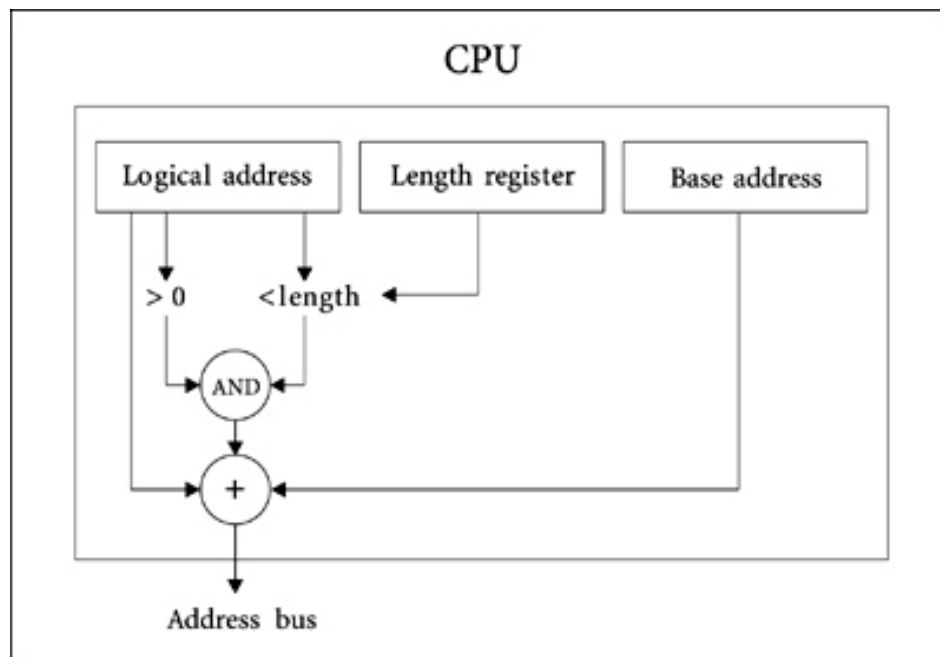 CPU
Logical address
Length register
Base address
> 0
<length
AND
+
Address bus